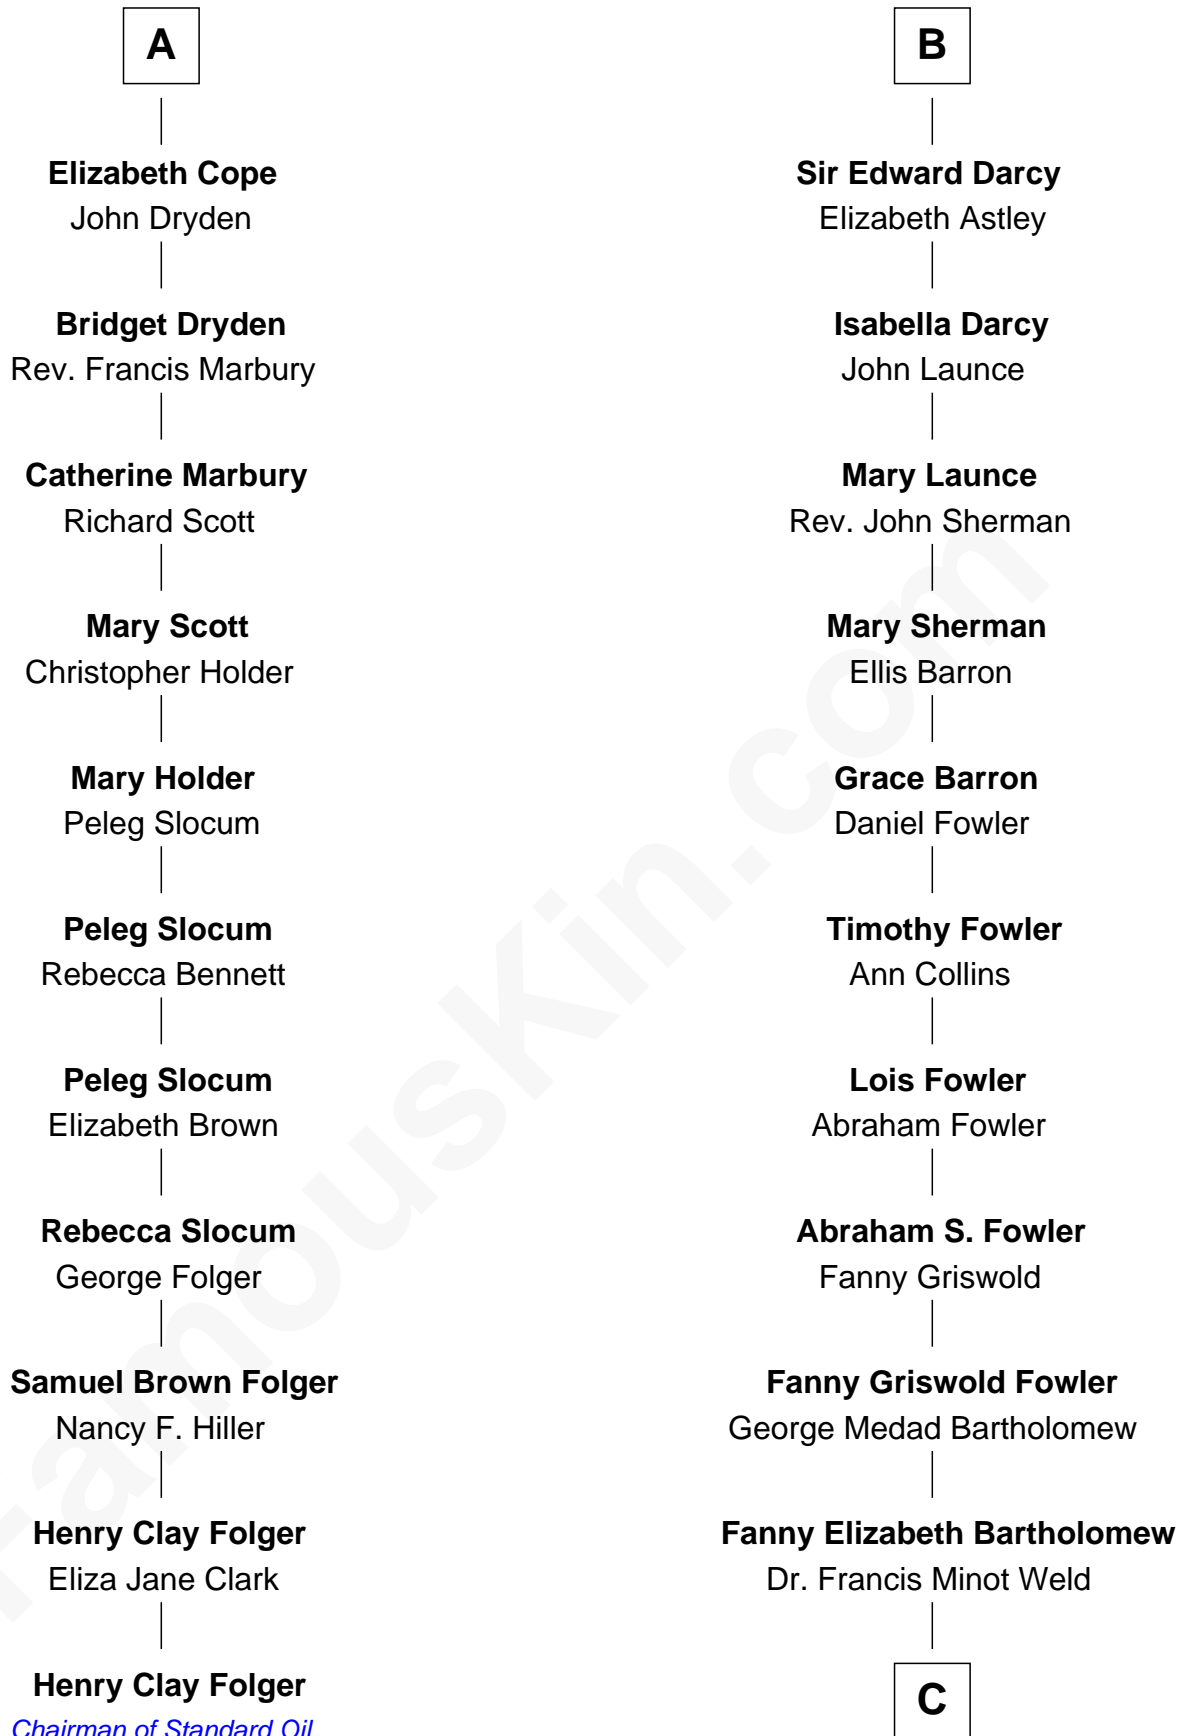 A
Elizabeth Cope
John Dryden
Bridget Dryden
Rev. Francis Marbury
Catherine Marbury
Richard Scott
Mary Scott
Christopher Holder
Mary Holder
Peleg Slocum
Peleg Slocum
Rebecca Bennett
Peleg Slocum
Elizabeth Brown
Rebecca Slocum
George Folger
Samuel Brown Folger
Nancy F. Hiller
Henry Clay Folger
Eliza Jane Clark
Henry Clay Folger
Chairman of Standard Oil
B
Sir Edward Darcy
Elizabeth Astley
Isabella Darcy
John Launce
Mary Launce
Rev. John Sherman
Mary Sherman
Ellis Barron
Grace Barron
Daniel Fowler
Timothy Fowler
Ann Collins
Lois Fowler
Abraham Fowler
Abraham S. Fowler
Fanny Griswold
Fanny Griswold Fowler
George Medad Bartholomew
Fanny Elizabeth Bartholomew
Dr. Francis Minot Weld
C
FamousKin.com